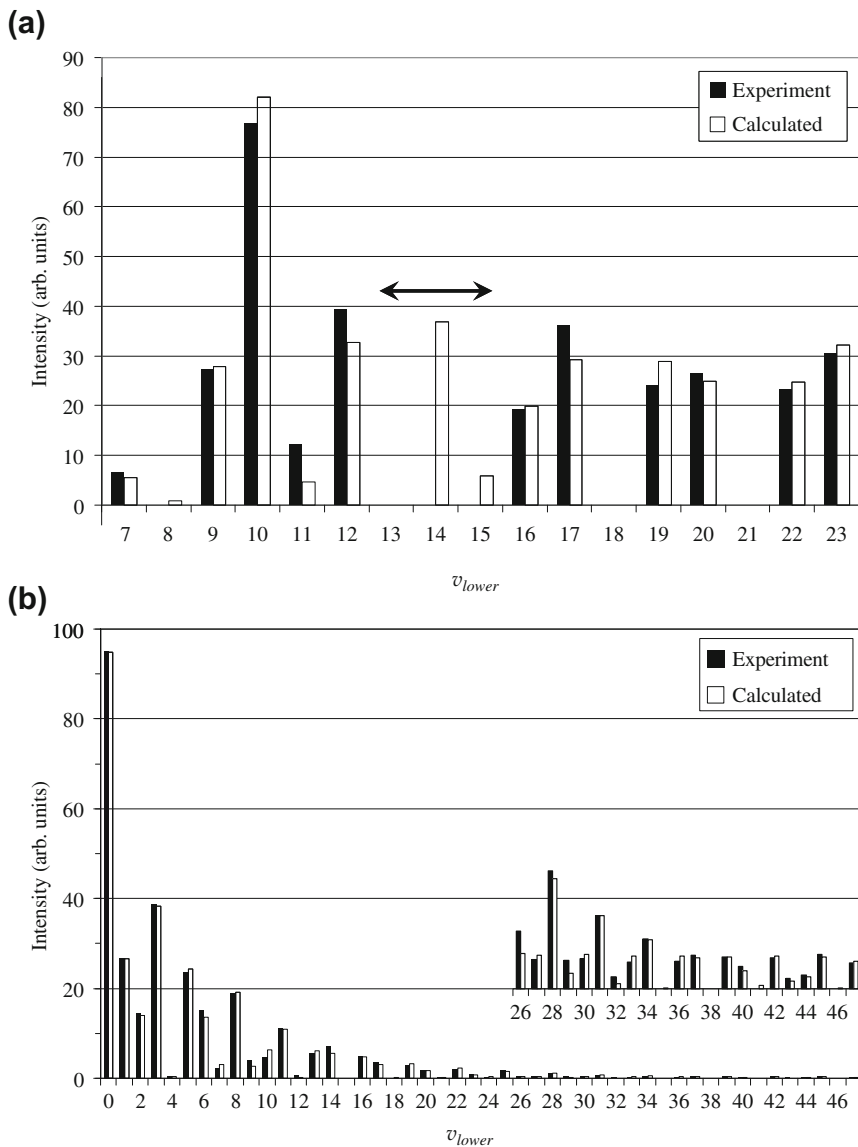 (a)
90
80
70
60
50
40
30
20
10
0
Intensity (arb. units)
Experiment
Calculated
7 8 9 10 11 12 13 14 15 16 17 18 19 20 21 22 23
v_lower
(b)
100
80
60
40
20
0
Intensity (arb. units)
Experiment
Calculated
26 28 30 32 34 36 38 40 42 44 46
0 2 4 6 8 10 12 14 16 18 20 22 24 26 28 30 32 34 36 38 40 42 44 46
v_lower